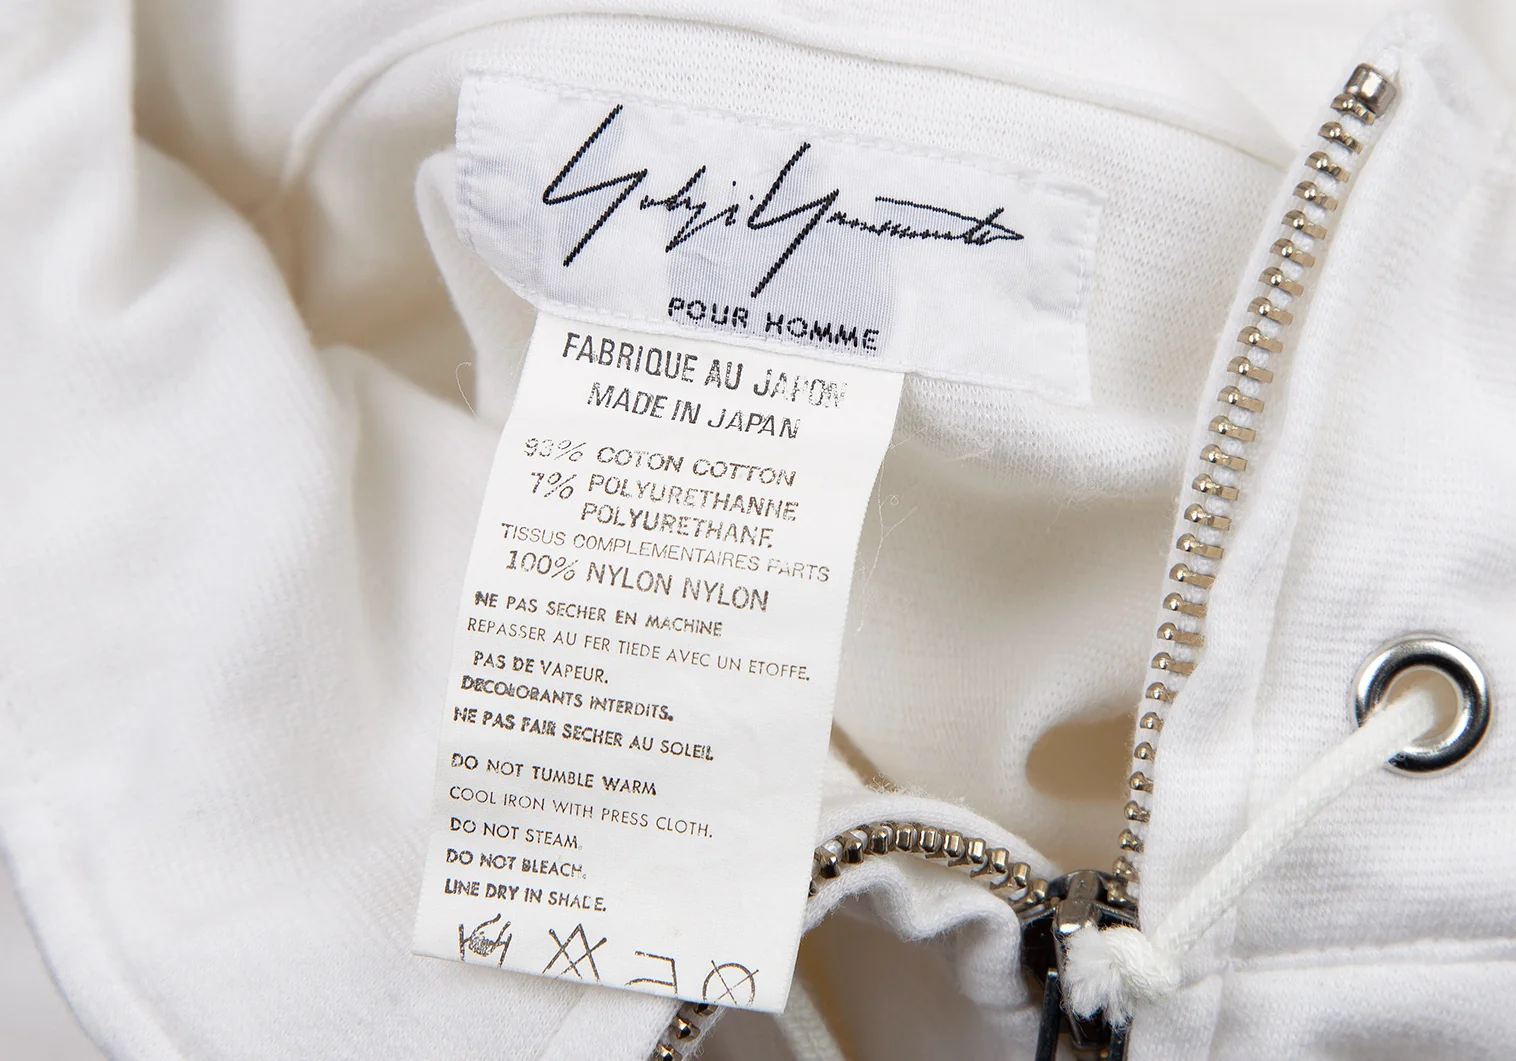 Yohji Yamamoto
POUR HOMME
FABRIQUE AU JAPON
MADE IN JAPAN
93% COTON COTTON
7% POLYURETHANNE
POLYURETHANE
TISSUS COMPLEMENTAIRES PARTS
100% NYLON NYLON
NE PAS SECHER EN MACHINE
REPASSER AU FER TIEDE AVEC UN ETOFFE.
PAS DE VAPEUR.
DECOLORANTS INTERDITS.
NE PAS FAIR SECHER AU SOLEIL
DO NOT TUMBLE WARM
COOL IRON WITH PRESS CLOTH.
DO NOT STEAM.
DO NOT BLEACH.
LINE DRY IN SHADE.